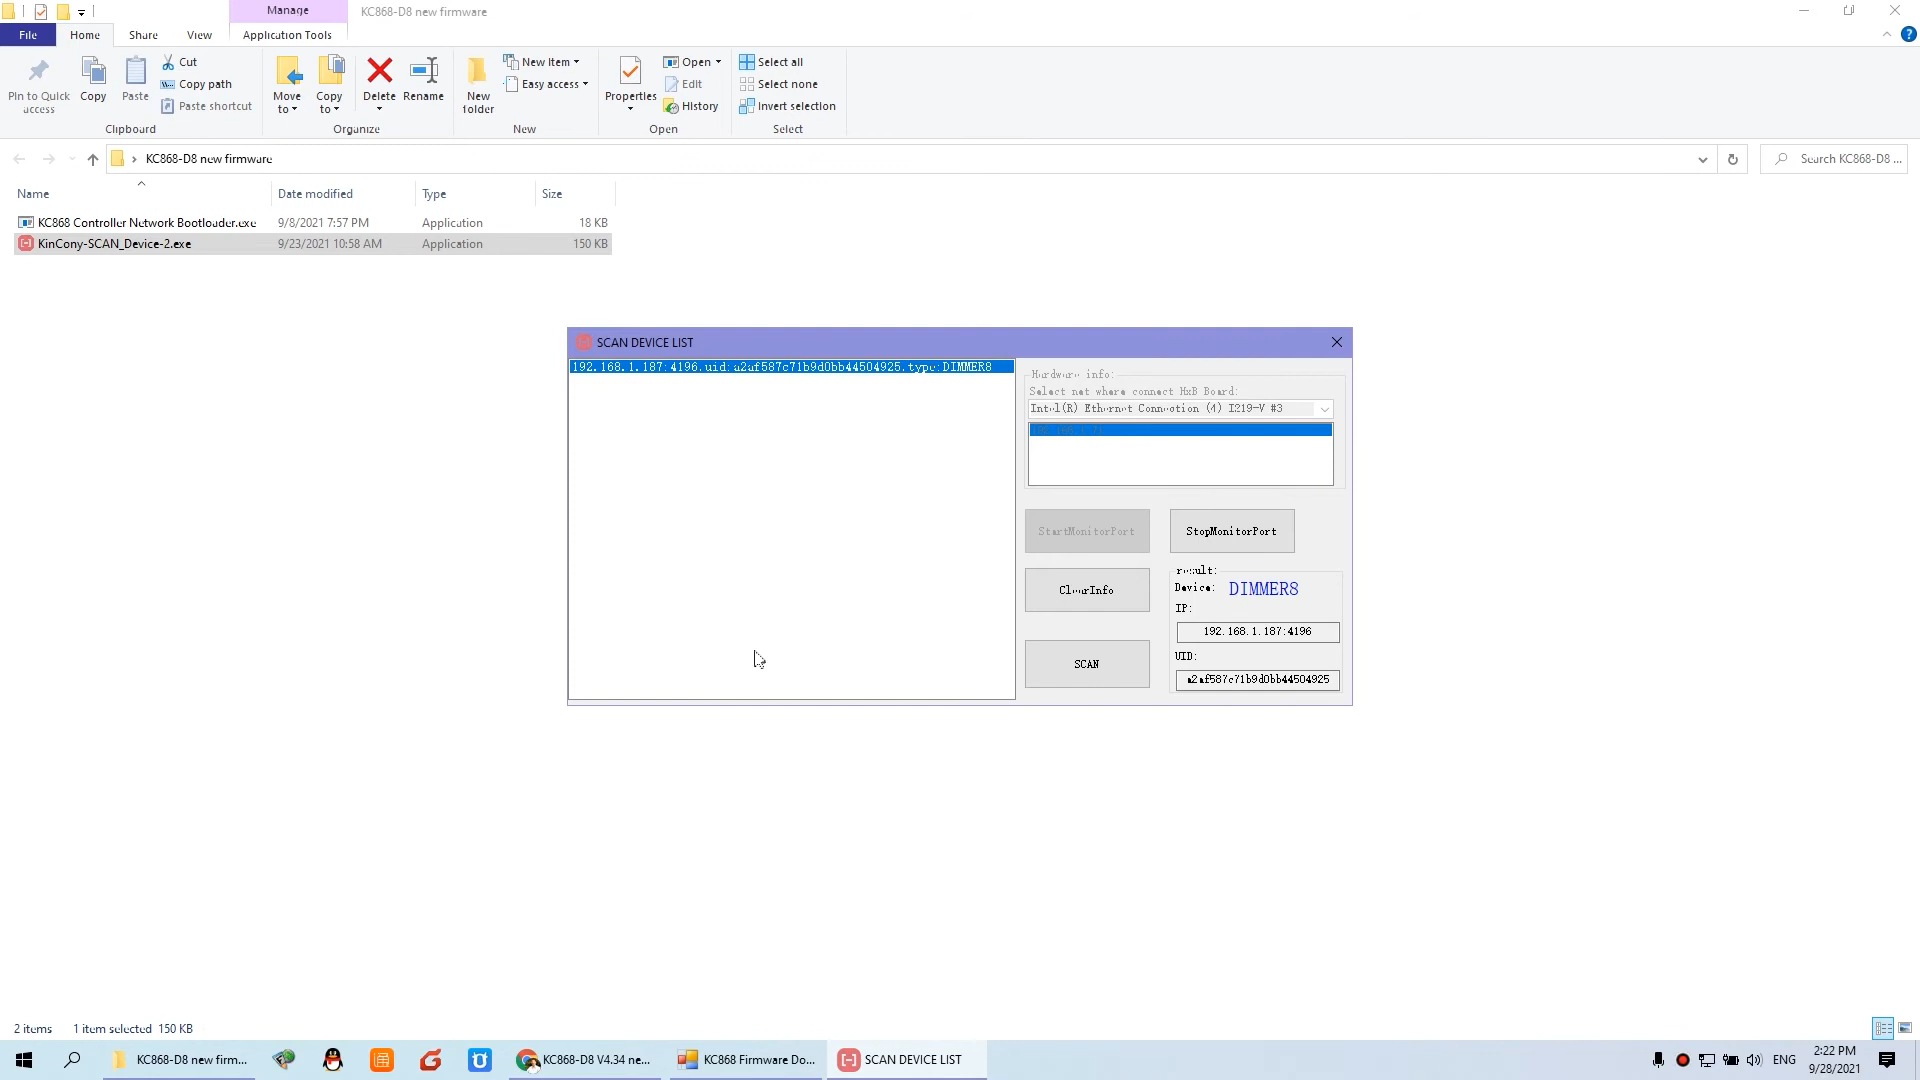 Manage
KC868-D8 new firmware
File
Home
Share
View
Application Tools
Pin to Quick access
Copy
Paste
Cut
Copy path
Paste shortcut
Clipboard
Move to
Copy to
Delete
Rename
Organize
New folder
New item
Easy access
New
Properties
Open
Edit
History
Open
Select all
Select none
Invert selection
Select
KC868-D8 new firmware
Search KC868-D8 ...
Name
Date modified
Type
Size
KC868 Controller Network Bootloader.exe
9/8/2021 7:57 PM
Application
18 KB
KinCony-SCAN_Device-2.exe
9/23/2021 10:58 AM
Application
150 KB
SCAN DEVICE LIST
192.168.1.187:4196,uid:a2af587c71b9d0bb44504925,type:DIMMER8
Hardware info:
Select net where connect HxB Board:
Intel(R) Ethernet Connection (4) I219-V #3
StartMonitorPort
StopMonitorPort
ClearInfo
SCAN
result:
Device: DIMMER8
IP:
192.168.1.187:4196
UID:
a2af587c71b9d0bb44504925
2 items
1 item selected 150 KB
KC868-D8 new firm...
KC868-D8 V4.34 ne...
KC868 Firmware Do...
SCAN DEVICE LIST
ENG
2:22 PM
9/28/2021